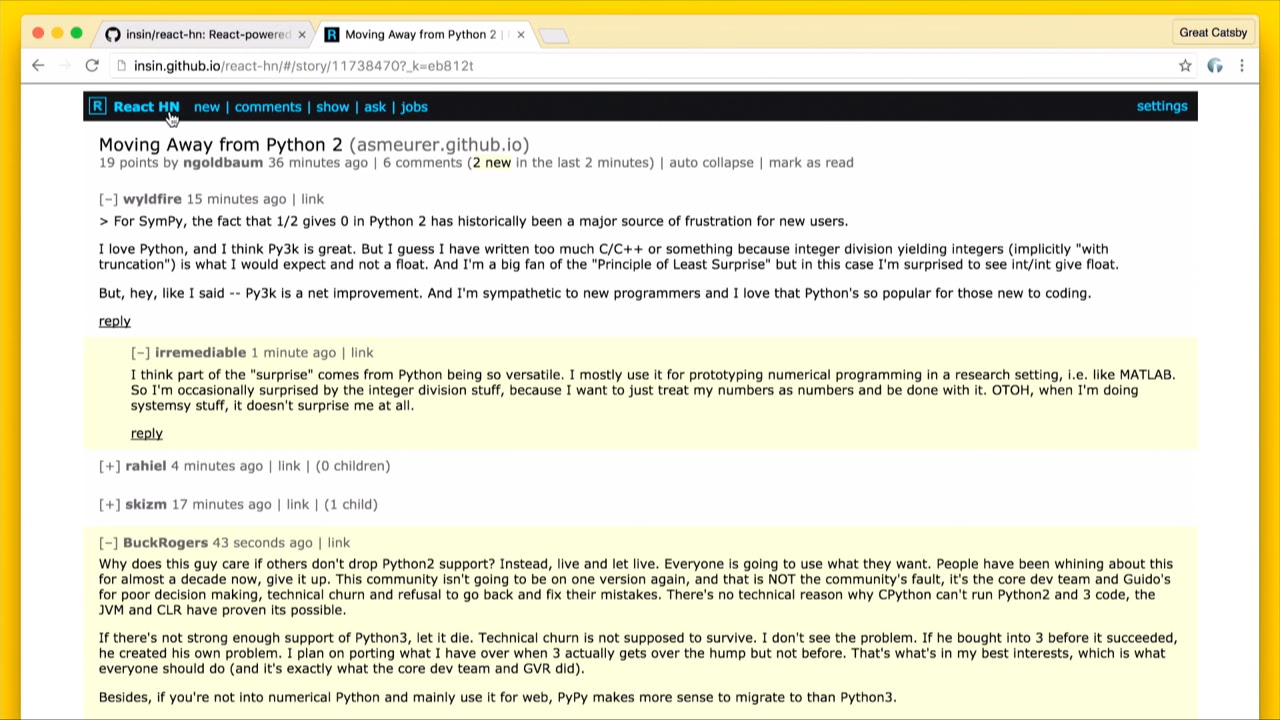 insin/react-hn: React-powered
Moving Away from Python 2 |
Great Catsby
insin.github.io/react-hn/#/story/11738470?_k=eb812t
R React HN new | comments | show | ask | jobs settings
Moving Away from Python 2 (asmeurer.github.io)
19 points by ngoldbaum 36 minutes ago | 6 comments (2 new in the last 2 minutes) | auto collapse | mark as read
[–] wyldfire 15 minutes ago | link
> For SymPy, the fact that 1/2 gives 0 in Python 2 has historically been a major source of frustration for new users.
I love Python, and I think Py3k is great. But I guess I have written too much C/C++ or something because integer division yielding integers (implicitly "with
truncation") is what I would expect and not a float. And I'm a big fan of the "Principle of Least Surprise" but in this case I'm surprised to see int/int give float.
But, hey, like I said -- Py3k is a net improvement. And I'm sympathetic to new programmers and I love that Python's so popular for those new to coding.
reply
[–] irremediable 1 minute ago | link
I think part of the "surprise" comes from Python being so versatile. I mostly use it for prototyping numerical programming in a research setting, i.e. like MATLAB.
So I'm occasionally surprised by the integer division stuff, because I want to just treat my numbers as numbers and be done with it. OTOH, when I'm doing
systemsy stuff, it doesn't surprise me at all.
reply
[+] rahiel 4 minutes ago | link | (0 children)
[+] skizm 17 minutes ago | link | (1 child)
[–] BuckRogers 43 seconds ago | link
Why does this guy care if others don't drop Python2 support? Instead, live and let live. Everyone is going to use what they want. People have been whining about this
for almost a decade now, give it up. This community isn't going to be on one version again, and that is NOT the community's fault, it's the core dev team and Guido's
for poor decision making, technical churn and refusal to go back and fix their mistakes. There's no technical reason why CPython can't run Python2 and 3 code, the
JVM and CLR have proven its possible.
If there's not strong enough support of Python3, let it die. Technical churn is not supposed to survive. I don't see the problem. If he bought into 3 before it succeeded,
he created his own problem. I plan on porting what I have over when 3 actually gets over the hump but not before. That's what's in my best interests, which is what
everyone should do (and it's exactly what the core dev team and GVR did).
Besides, if you're not into numerical Python and mainly use it for web, PyPy makes more sense to migrate to than Python3.